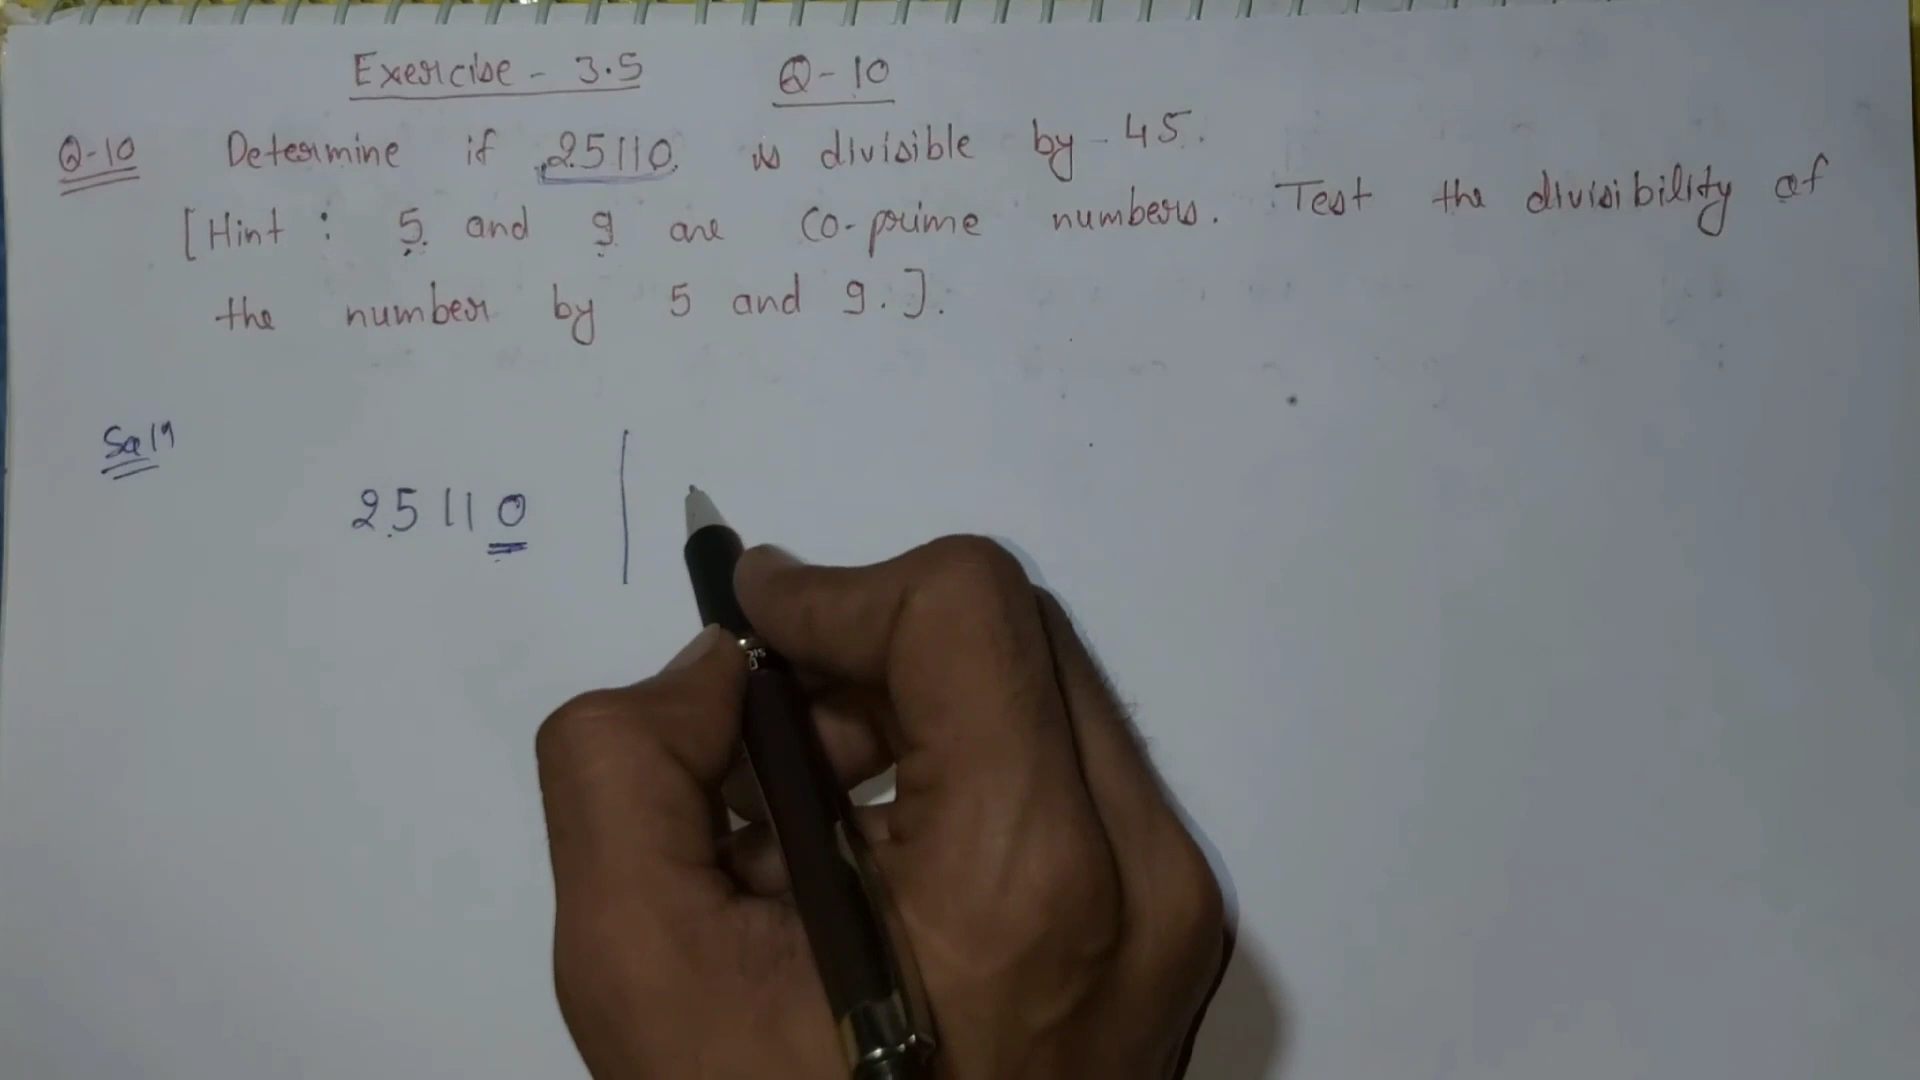 Exercise - 3.5 Q-10
Q-10 Determine if 25110 is divisible by 45.
[Hint : 5 and 9 are co-prime numbers. Test the divisibility of
the number by 5 and 9.].
Solⁿ
25110